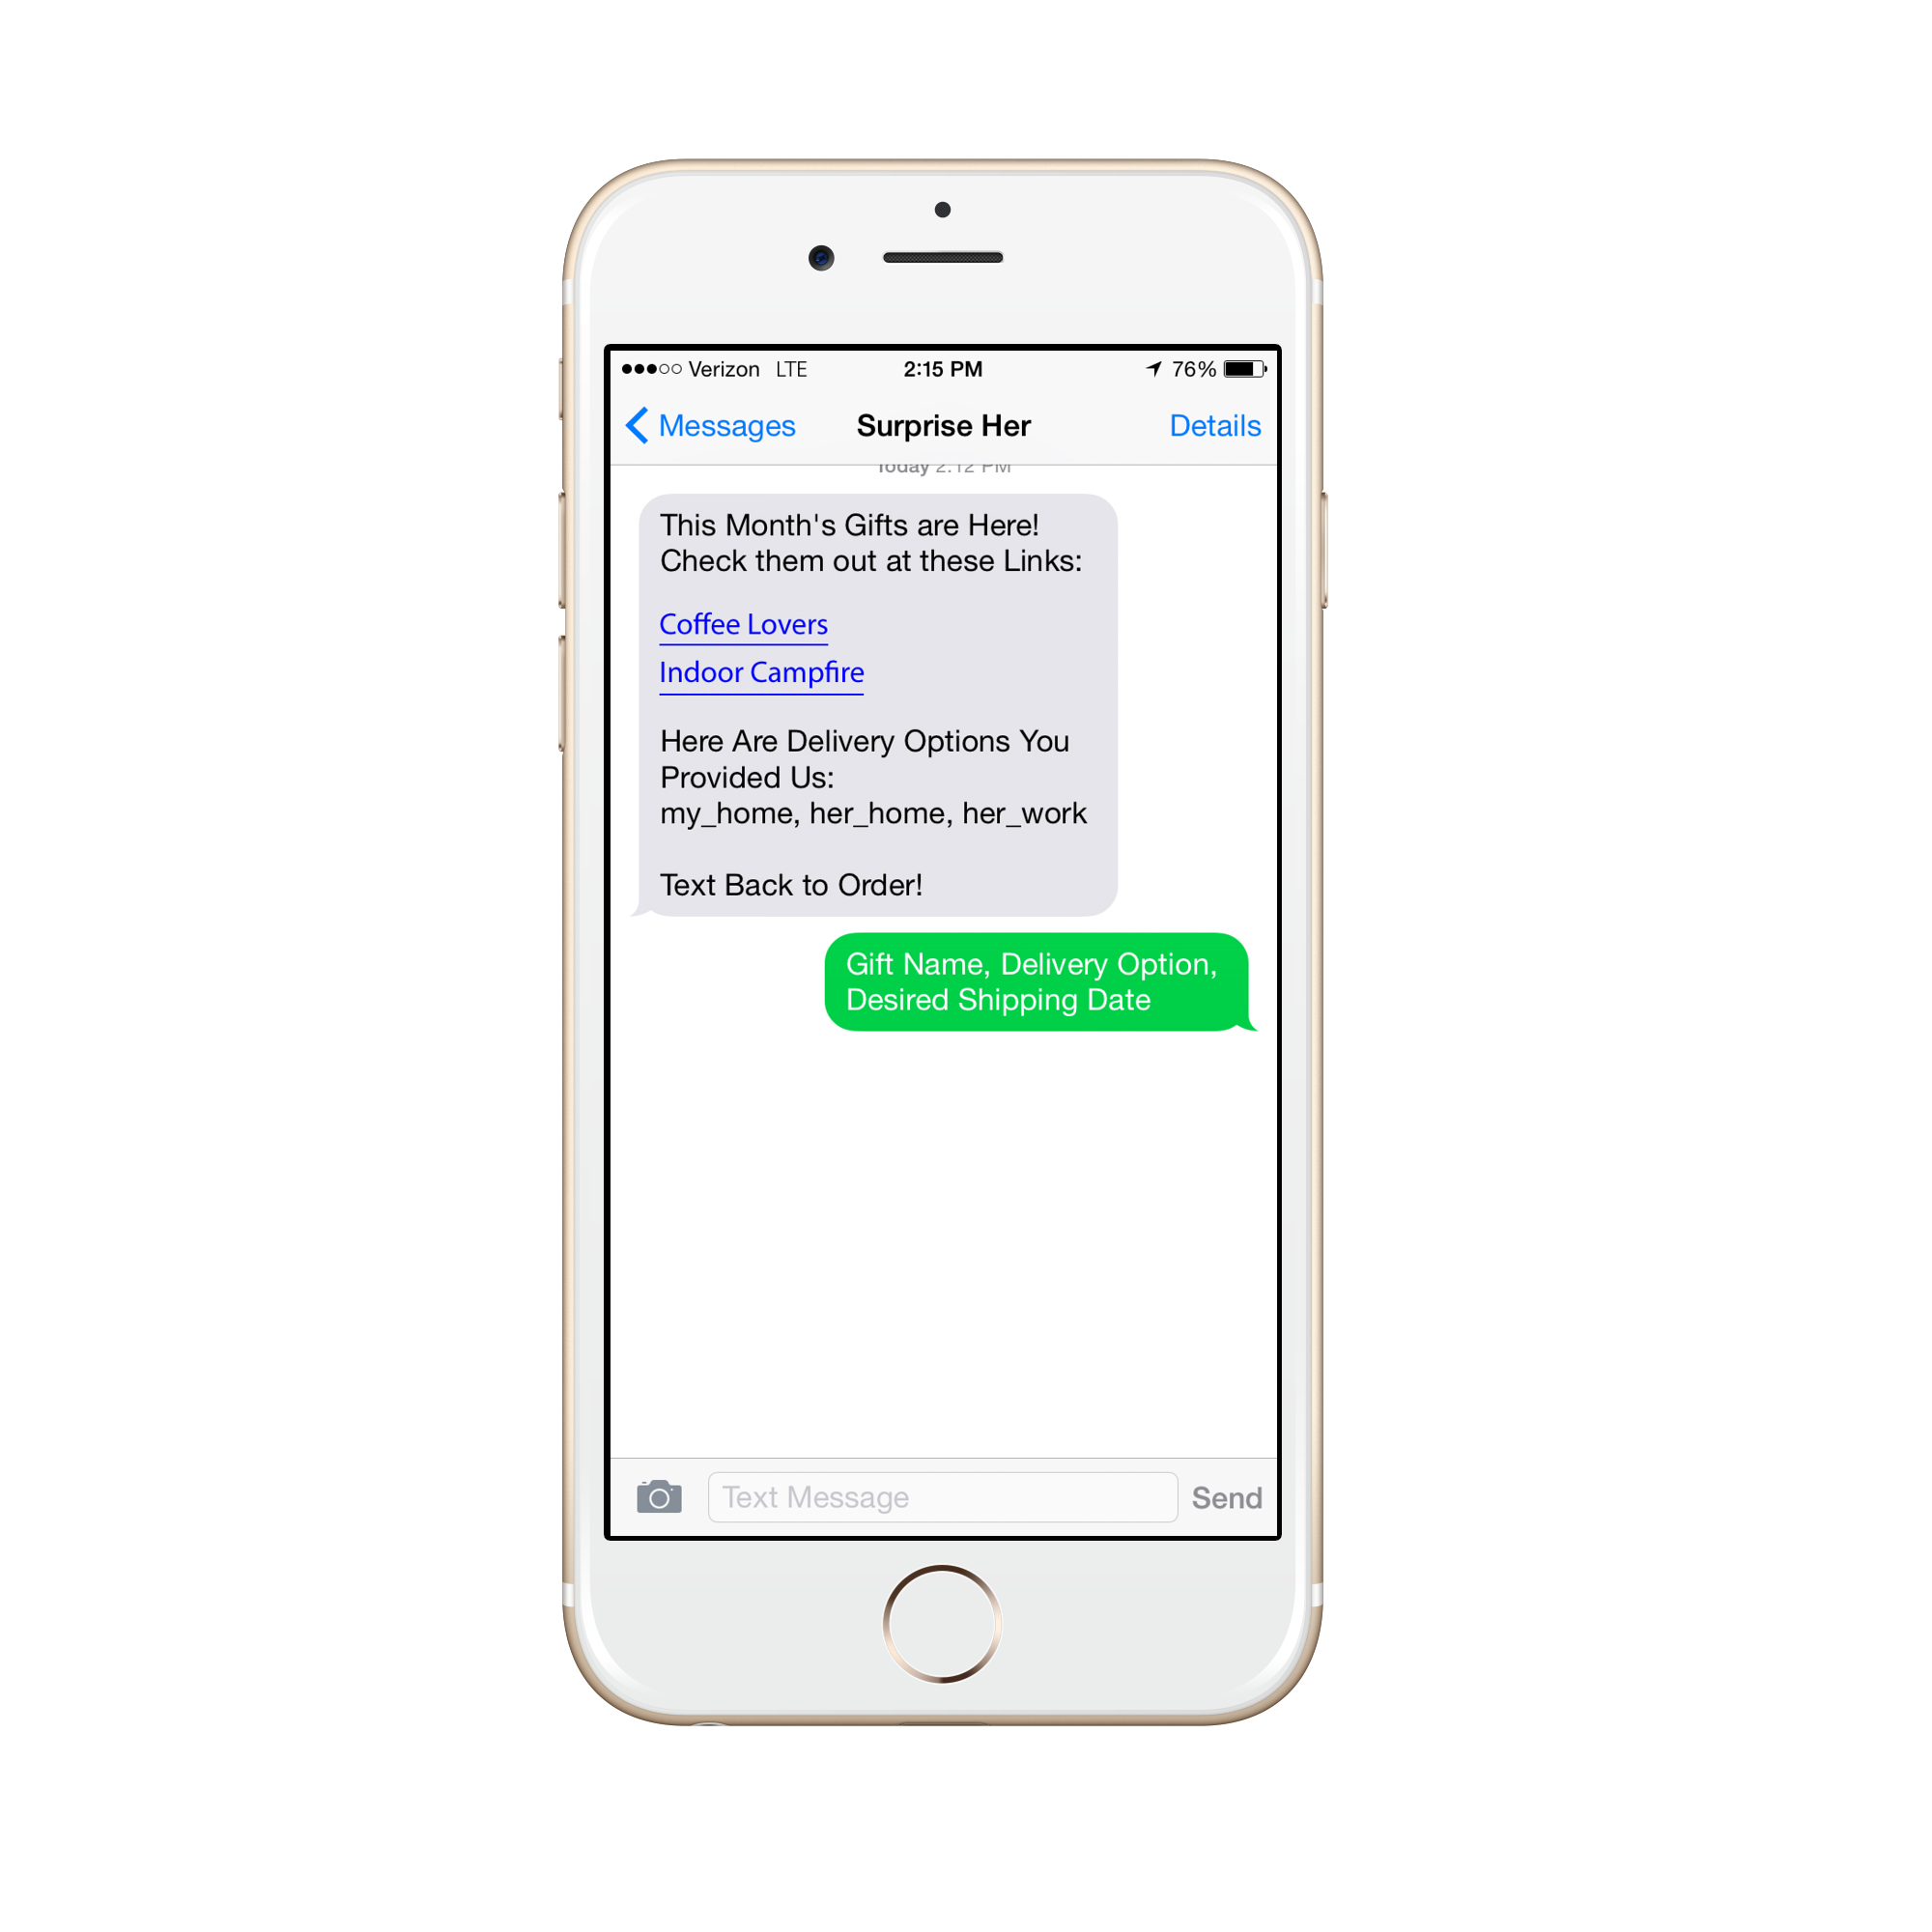 Verizon LTE 2:15 PM 76%
Messages Surprise Her Details
Today 2:12 PM
This Month's Gifts are Here!
Check them out at these Links:
Coffee Lovers
Indoor Campfire
Here Are Delivery Options You
Provided Us:
my_home, her_home, her_work
Text Back to Order!
Gift Name, Delivery Option,
Desired Shipping Date
Text Message Send